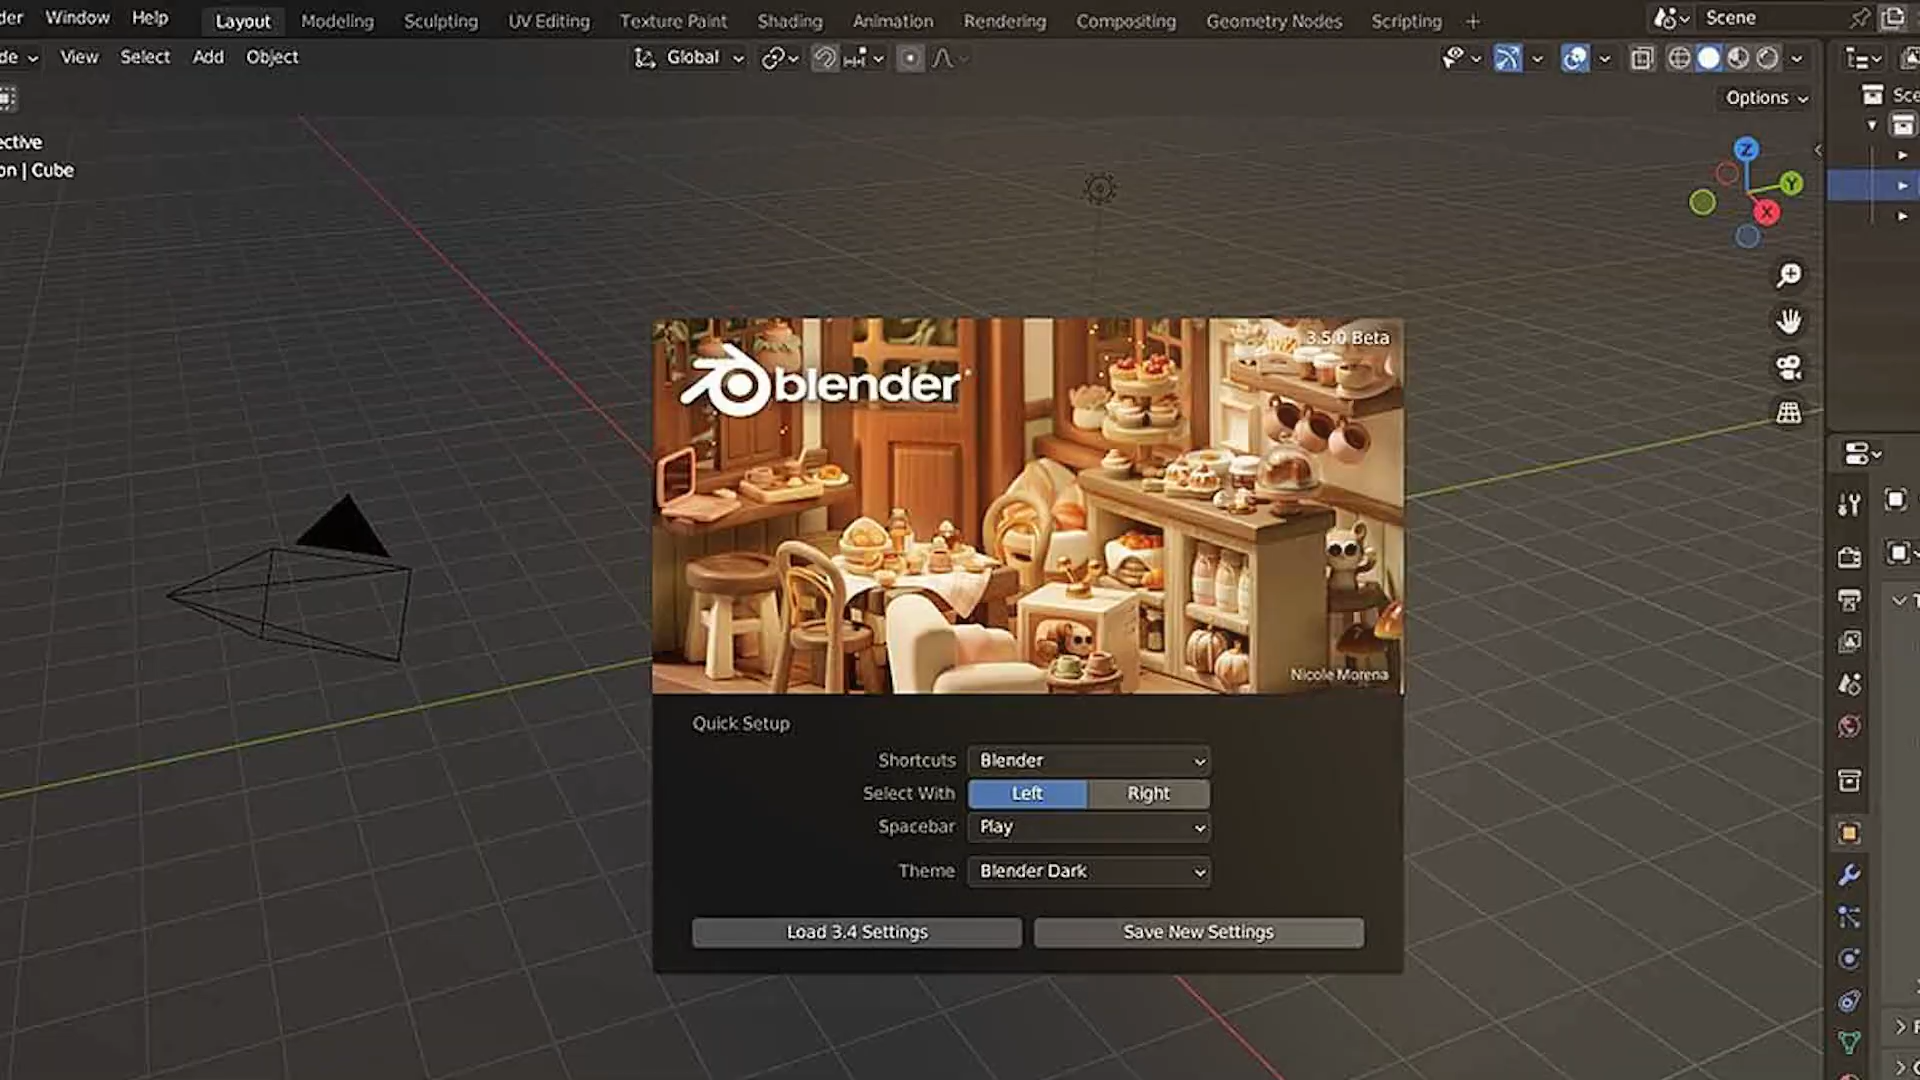 der Window Help Layout Modeling Sculpting UV Editing Texture Paint Shading Animation Rendering Compositing Geometry Nodes Scripting + Scene
de View Select Add Object Global
Options
ective
on | Cube
Sce
Z
Y
X
3.5.0 Beta
blender
Nicole Morena
Quick Setup
Shortcuts Blender
Select With Left Right
Spacebar Play
Theme Blender Dark
Load 3.4 Settings Save New Settings